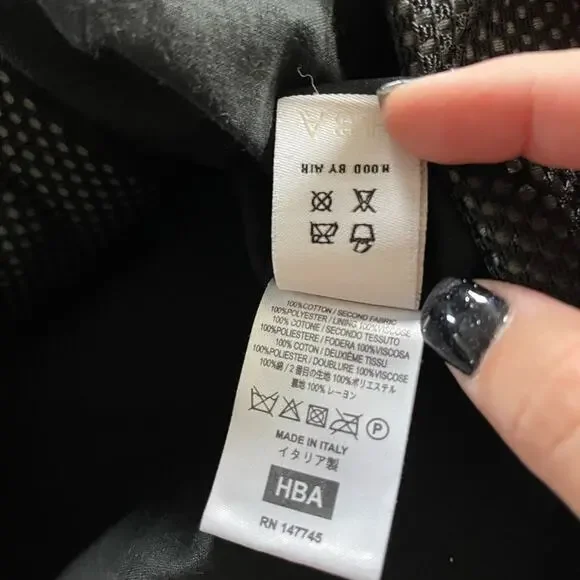 HBA
HOOD BY AIR
100%COTTON / SECOND FABRIC
100%POLYESTER / LINING 100%VISCOSE
100% COTONE / SECONDO TESSUTO
100%POLIESTERE / FODERA 100%VISCOSA
100% COTON / DEUXIÈME TISSU
100%POLYESTER / DOUBLURE 100%VISCOSE
100%綿 / 2 番目の生地 100%ポリエステル
裏地 100% レーヨン
P
MADE IN ITALY
イタリア製
HBA
RN 147745